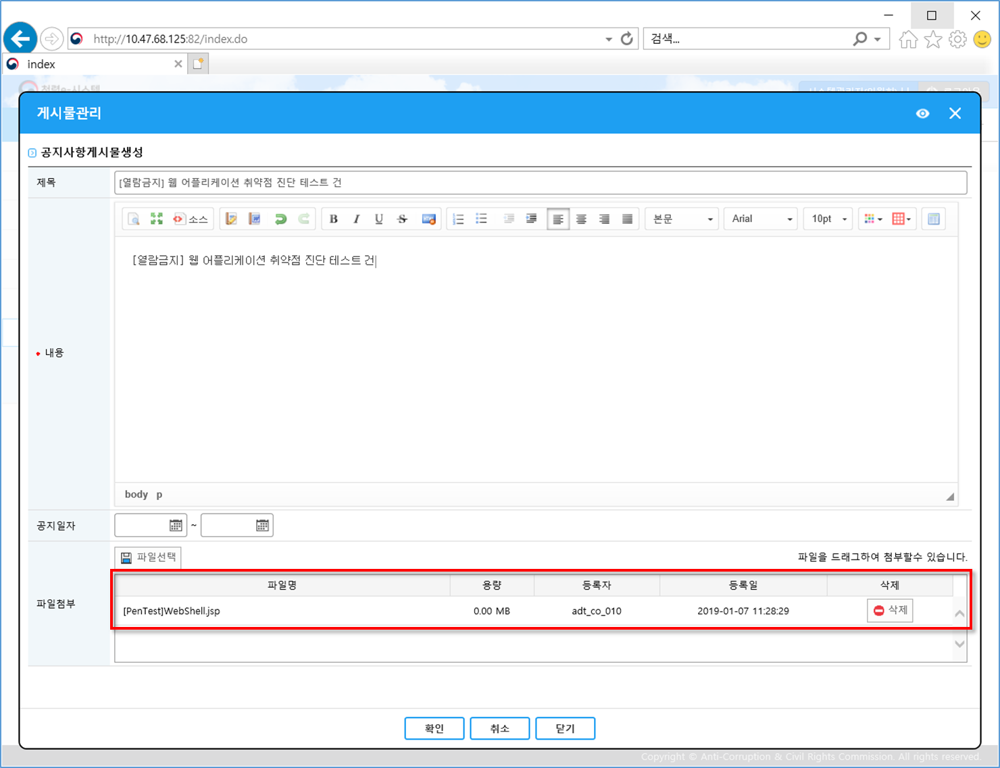 http://10.47.68.125:82/index.do
검색...
index
청렴e-시스템
게시물관리
공지사항게시물생성
제목
[열람금지] 웹 어플리케이션 취약점 진단 테스트 건
소스
본문
Arial
10pt
[열람금지] 웹 어플리케이션 취약점 진단 테스트 건
내용
body p
공지일자
~
파일선택
파일을 드래그하여 첨부할수 있습니다.
파일첨부
파일명 용량 등록자 등록일 삭제
[PenTest]WebShell.jsp 0.00 MB adt_co_010 2019-01-07 11:28:29 삭제
확인 취소 닫기
Copyright © Anti-Corruption & Civil Rights Commission. All rights reserved.